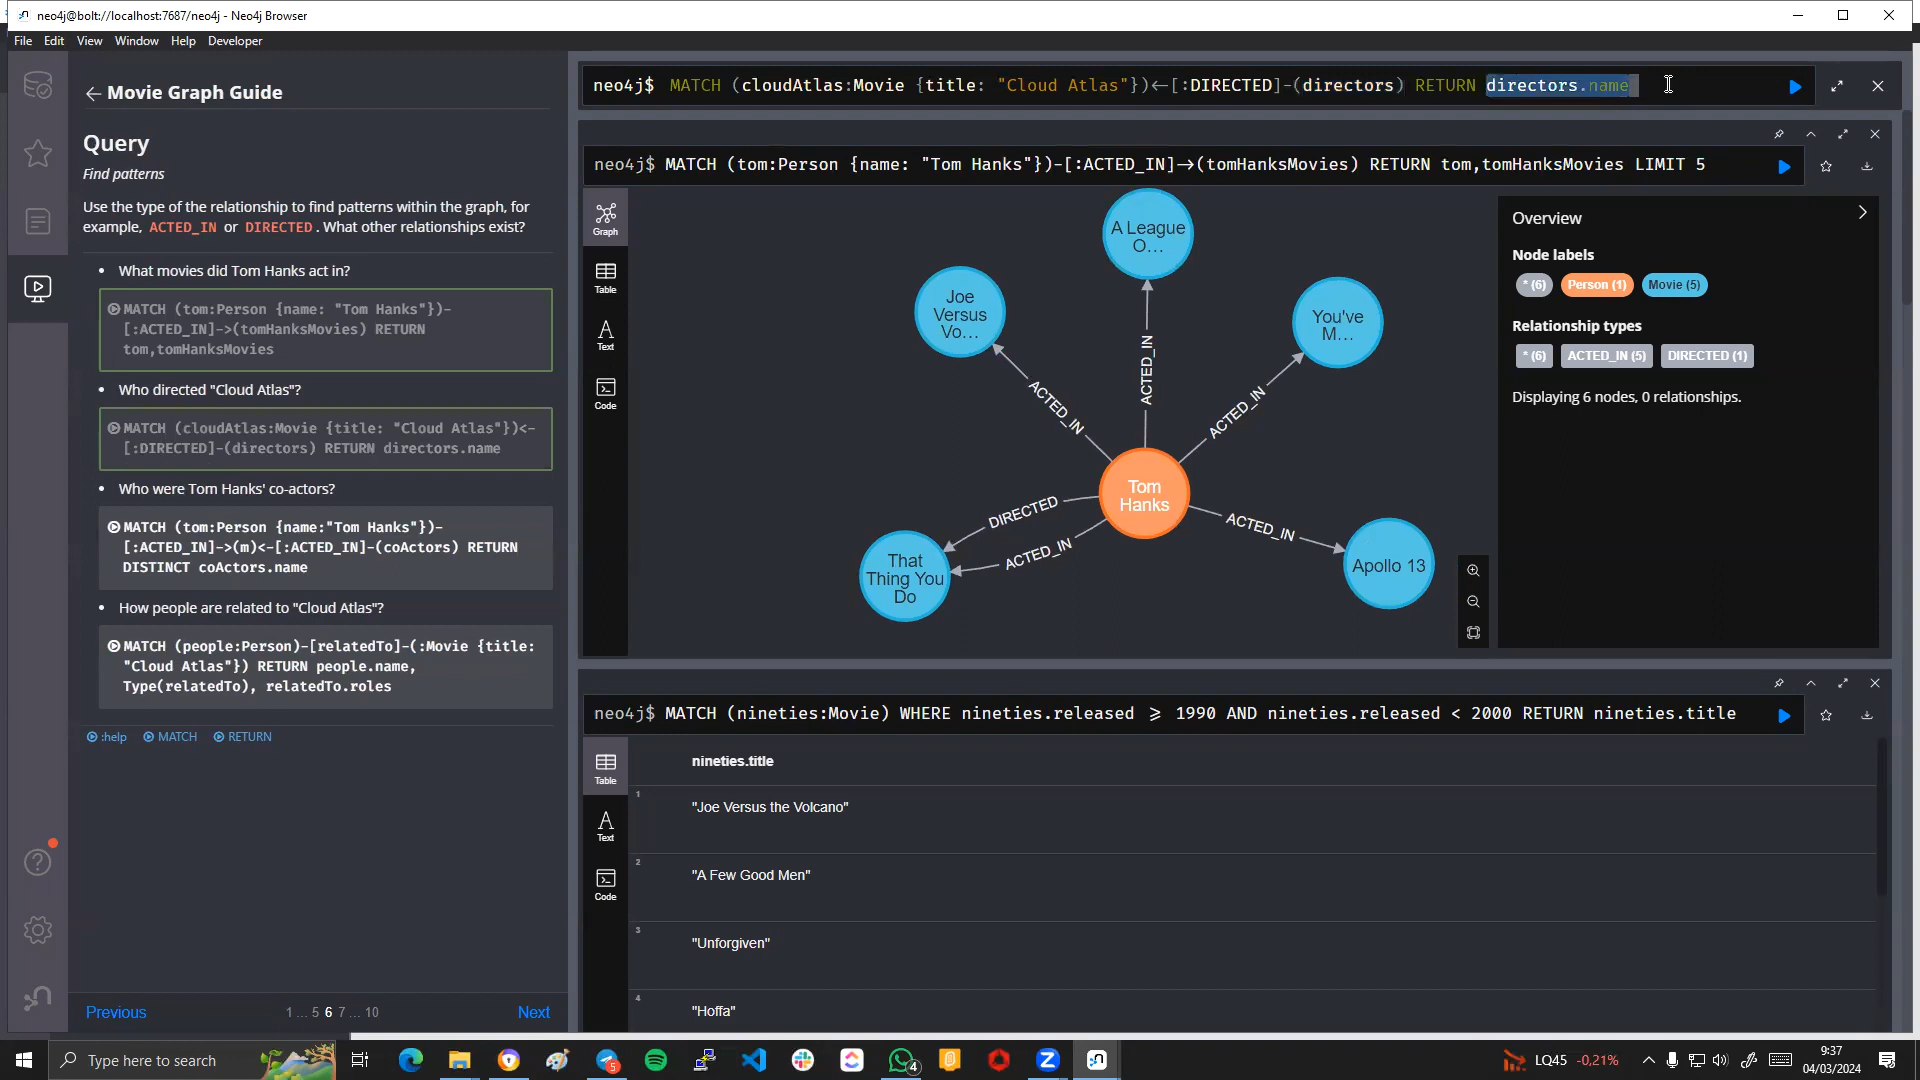 neo4j@bolt://localhost:7687/neo4j - Neo4j Browser
File Edit View Window Help Developer
Movie Graph Guide
Query
Find patterns
Use the type of the relationship to find patterns within the graph, for
example, ACTED_IN or DIRECTED. What other relationships exist?
• What movies did Tom Hanks act in?
MATCH (tom:Person {name: "Tom Hanks"})-
[:ACTED_IN]->(tomHanksMovies) RETURN
tom,tomHanksMovies
• Who directed "Cloud Atlas"?
MATCH (cloudAtlas:Movie {title: "Cloud Atlas"})<-
[:DIRECTED]-(directors) RETURN directors.name
• Who were Tom Hanks' co-actors?
MATCH (tom:Person {name:"Tom Hanks"})-
[:ACTED_IN]->(m)<-[:ACTED_IN]-(coActors) RETURN
DISTINCT coActors.name
• How people are related to "Cloud Atlas"?
MATCH (people:Person)-[relatedTo]-(:Movie {title:
"Cloud Atlas"}) RETURN people.name,
Type(relatedTo), relatedTo.roles
:help MATCH RETURN
Previous 1 ... 5 6 7 ... 10 Next
neo4j$ MATCH (cloudAtlas:Movie {title: "Cloud Atlas"})<-[:DIRECTED]-(directors) RETURN directors.name
neo4j$ MATCH (tom:Person {name: "Tom Hanks"})-[:ACTED_IN]->(tomHanksMovies) RETURN tom,tomHanksMovies LIMIT 5
Graph
Table
Text
Code
A League
O...
Joe
Versus
Vo...
You've
M...
ACTED_IN
ACTED_IN
ACTED_IN
Tom
Hanks
DIRECTED
ACTED_IN
ACTED_IN
That
Thing You
Do
Apollo 13
Overview
Node labels
* (6) Person (1) Movie (5)
Relationship types
* (6) ACTED_IN (5) DIRECTED (1)
Displaying 6 nodes, 0 relationships.
neo4j$ MATCH (nineties:Movie) WHERE nineties.released >= 1990 AND nineties.released < 2000 RETURN nineties.title
Table
Text
Code
nineties.title
1
"Joe Versus the Volcano"
2
"A Few Good Men"
3
"Unforgiven"
4
"Hoffa"
Type here to search
5
4
LQ45 -0,21%
9:37
04/03/2024